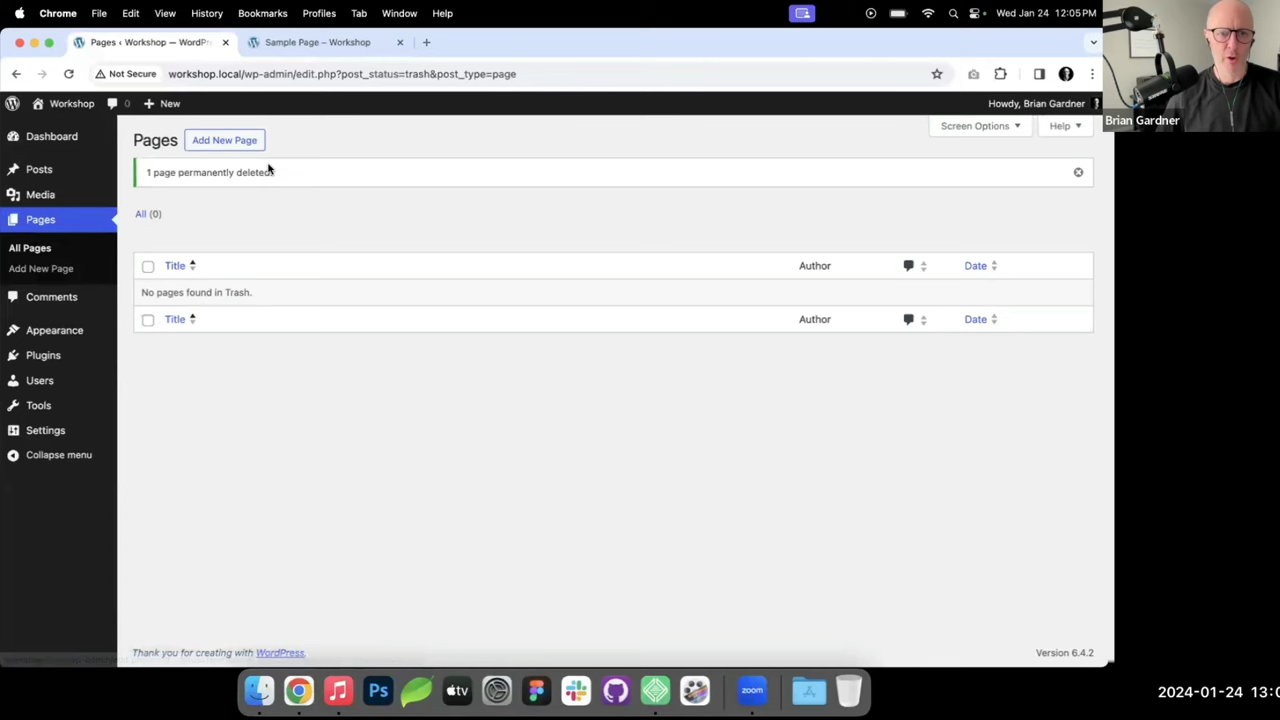 Chrome File Edit View History Bookmarks Profiles Tab Window Help Wed Jan 24 12:05 PM
Pages ‹ Workshop — WordPr
Sample Page – Workshop
Not Secure workshop.local/wp-admin/edit.php?post_status=trash&post_type=page
Workshop 0 New Howdy, Brian Gardner
Brian Gardner
Dashboard
Posts
Media
Pages
All Pages
Add New Page
Comments
Appearance
Plugins
Users
Tools
Settings
Collapse menu
Pages Add New Page Screen Options Help
1 page permanently deleted
All (0)
Title Author Date
No pages found in Trash.
Title Author Date
Thank you for creating with WordPress. Version 6.4.2
Ps tv zoom
2024-01-24 13:0